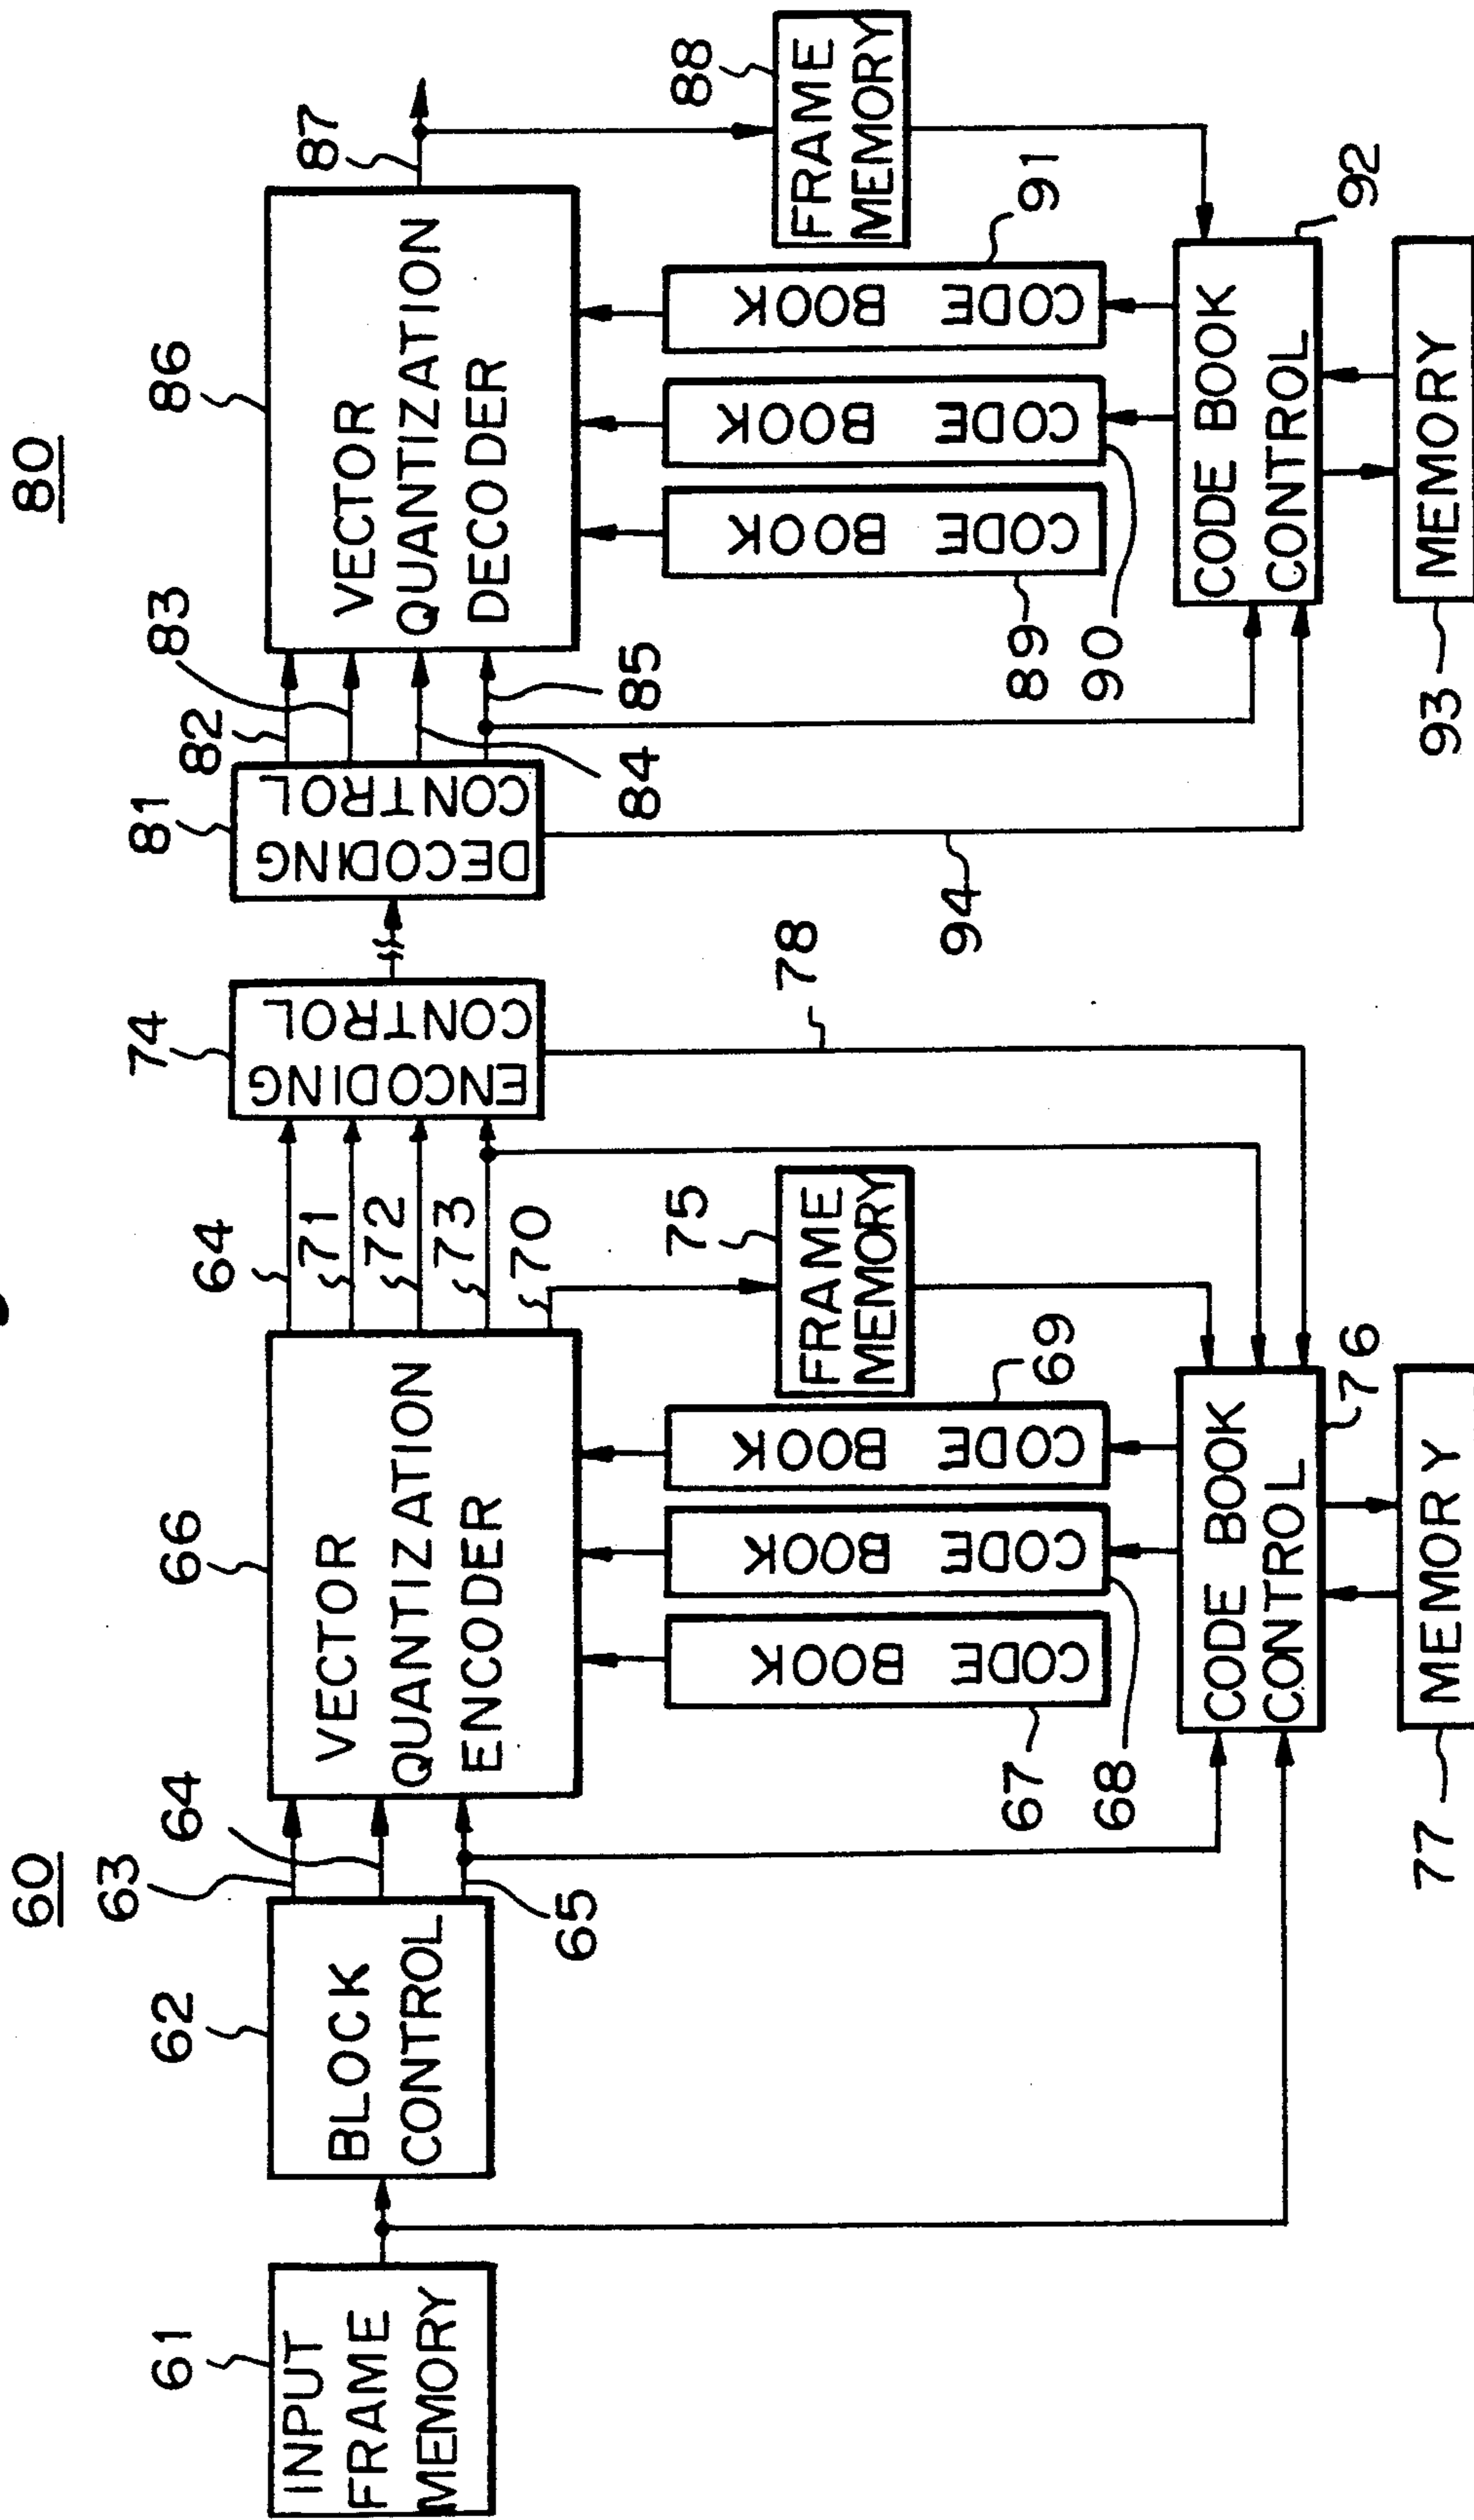 60
80
61
INPUT
FRAME
MEMORY
62
BLOCK
CONTROL
63
64
65
66
VECTOR
QUANTIZATION
ENCODER
64
71
72
73
70
74
ENCODING
CONTROL
81
DECODING
CONTROL
82
83
84
85
86
VECTOR
QUANTIZATION
DECODER
87
67
CODE BOOK
68
CODE BOOK
69
CODE BOOK
75
FRAME
MEMORY
78
94
89
CODE BOOK
90
CODE BOOK
91
CODE BOOK
88
FRAME
MEMORY
CODE BOOK
CONTROL
76
CODE BOOK
CONTROL
92
77
MEMORY
93
MEMORY